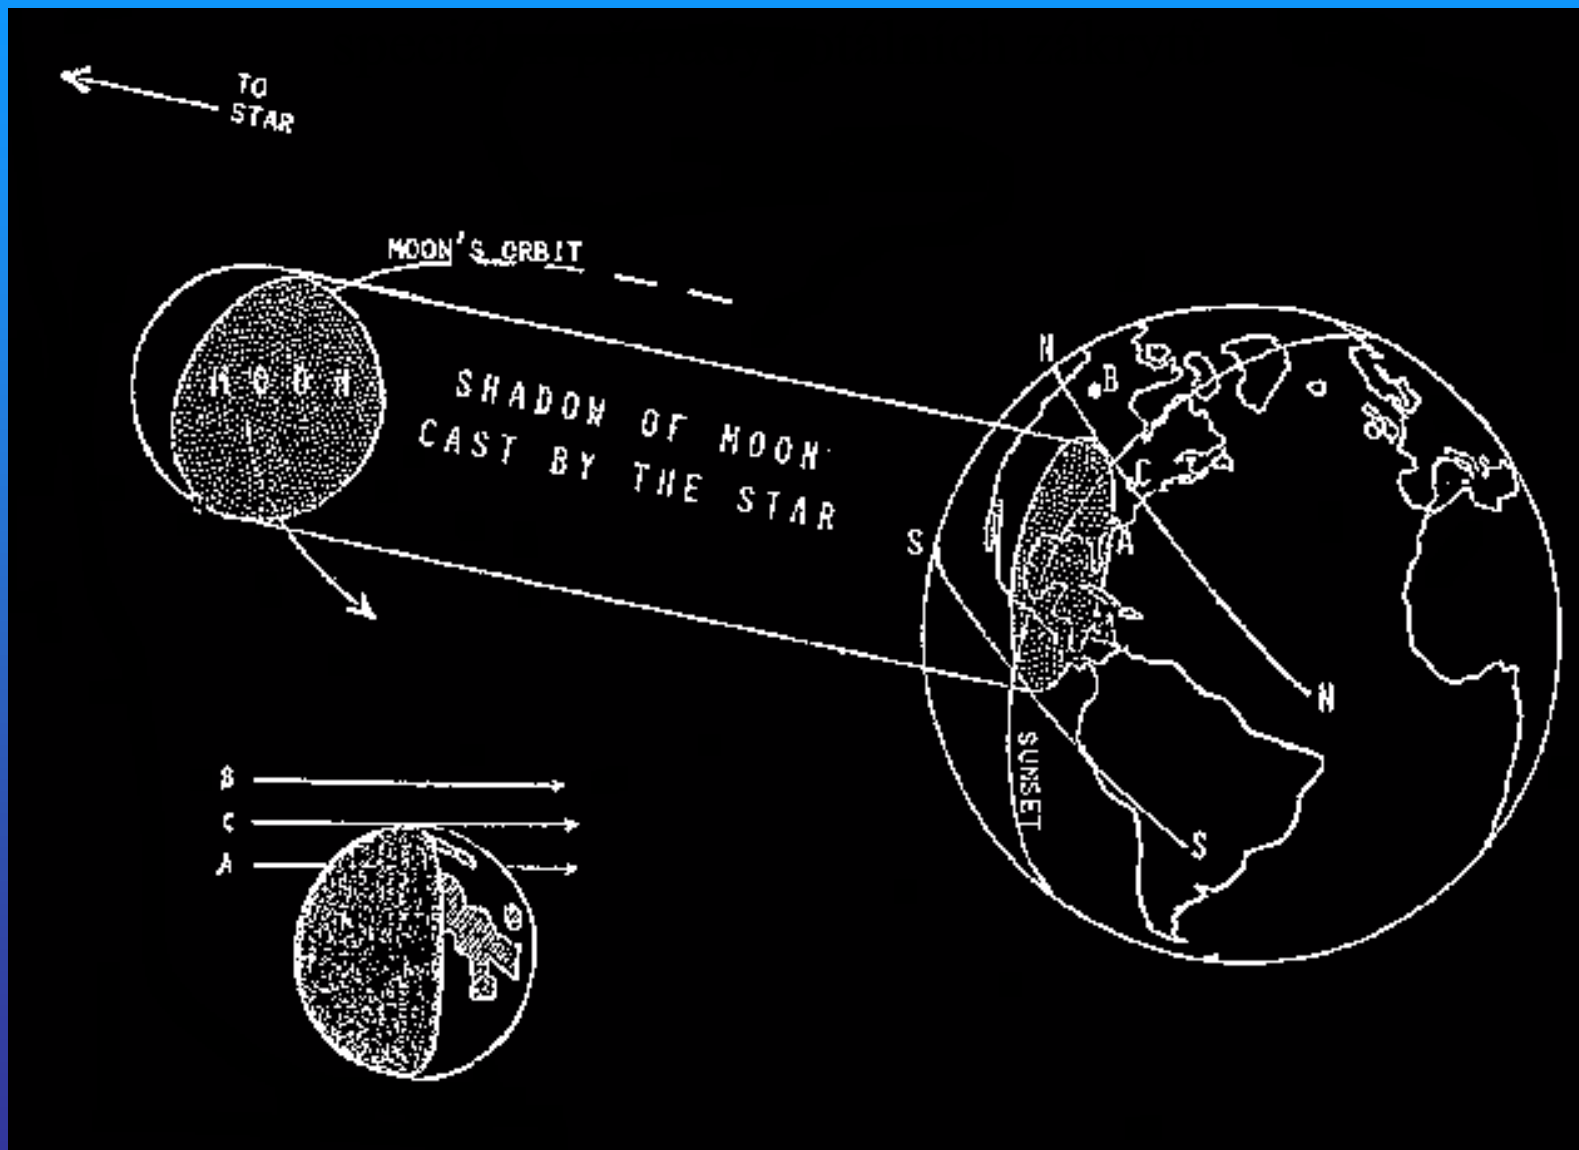 TO
STAR
MOON'S ORBIT
MOON
SHADOW OF MOON
CAST BY THE STAR
N
B
C
S
A
N
SUNSET
S
B
C
A